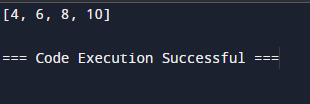 [4, 6, 8, 10]
=== Code Execution Successful ===